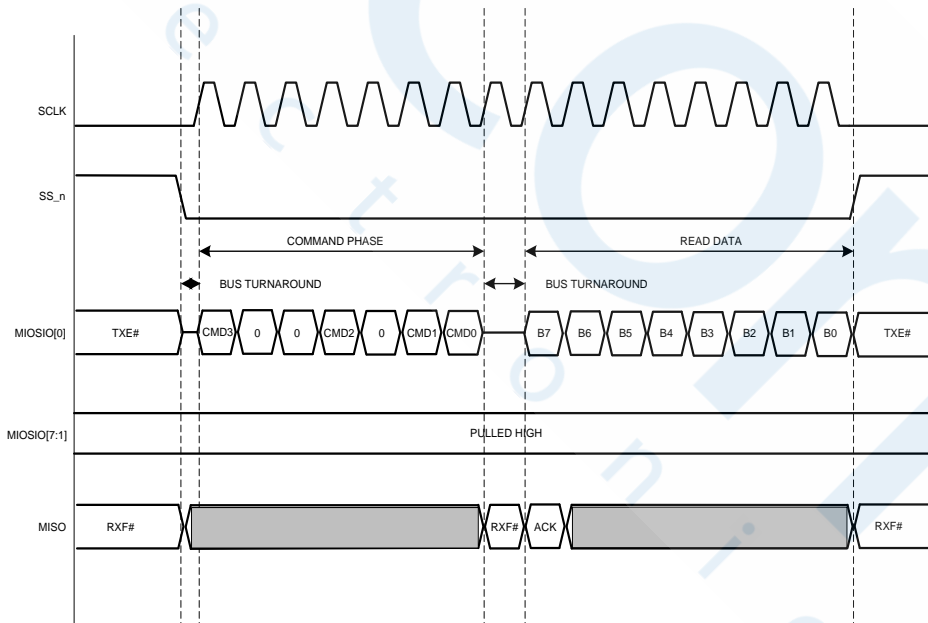 SCLK
SS_n
COMMAND PHASE READ DATA
BUS TURNAROUND BUS TURNAROUND
MIOSIO[0] TXE# CMD3 0 0 CMD2 0 CMD1 CMD0 B7 B6 B5 B4 B3 B2 B1 B0 TXE#
MIOSIO[7:1] PULLED HIGH
MISO RXF# RXF# ACK RXF#